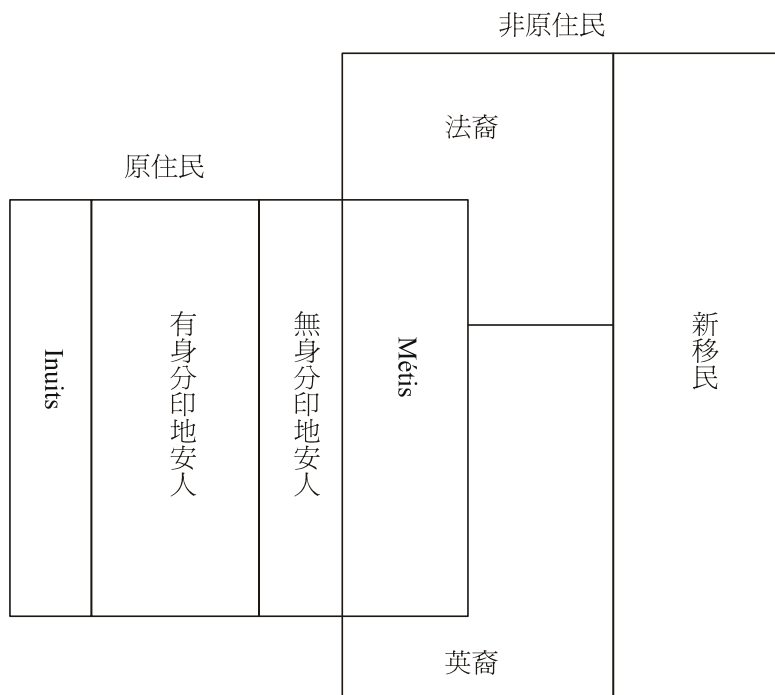 非原住民
法裔
原住民
Inuits
有身分印地安人
無身分印地安人
Métis
新移民
英裔